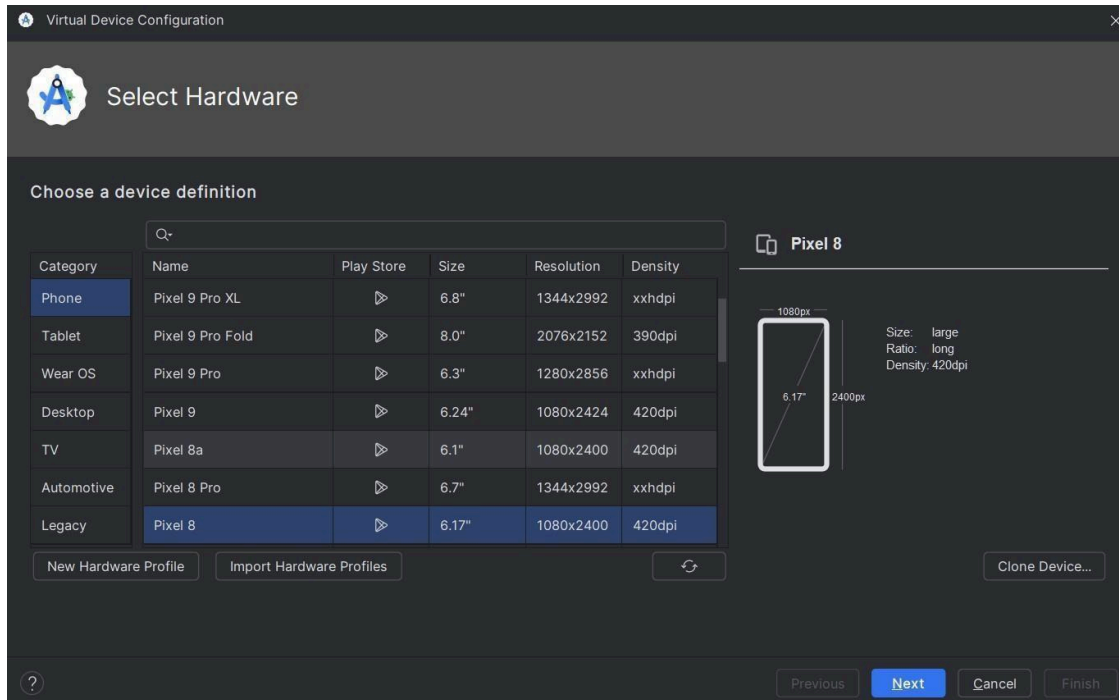 Virtual Device Configuration
Select Hardware
Choose a device definition
Category
Phone
Tablet
Wear OS
Desktop
TV
Automotive
Legacy
Name Play Store Size Resolution Density
Pixel 9 Pro XL 6.8" 1344x2992 xxhdpi
Pixel 9 Pro Fold 8.0" 2076x2152 390dpi
Pixel 9 Pro 6.3" 1280x2856 xxhdpi
Pixel 9 6.24" 1080x2424 420dpi
Pixel 8a 6.1" 1080x2400 420dpi
Pixel 8 Pro 6.7" 1344x2992 xxhdpi
Pixel 8 6.17" 1080x2400 420dpi
Pixel 8
1080px
6.17"
2400px
Size: large
Ratio: long
Density: 420dpi
New Hardware Profile
Import Hardware Profiles
Clone Device...
?
Previous
Next
Cancel
Finish